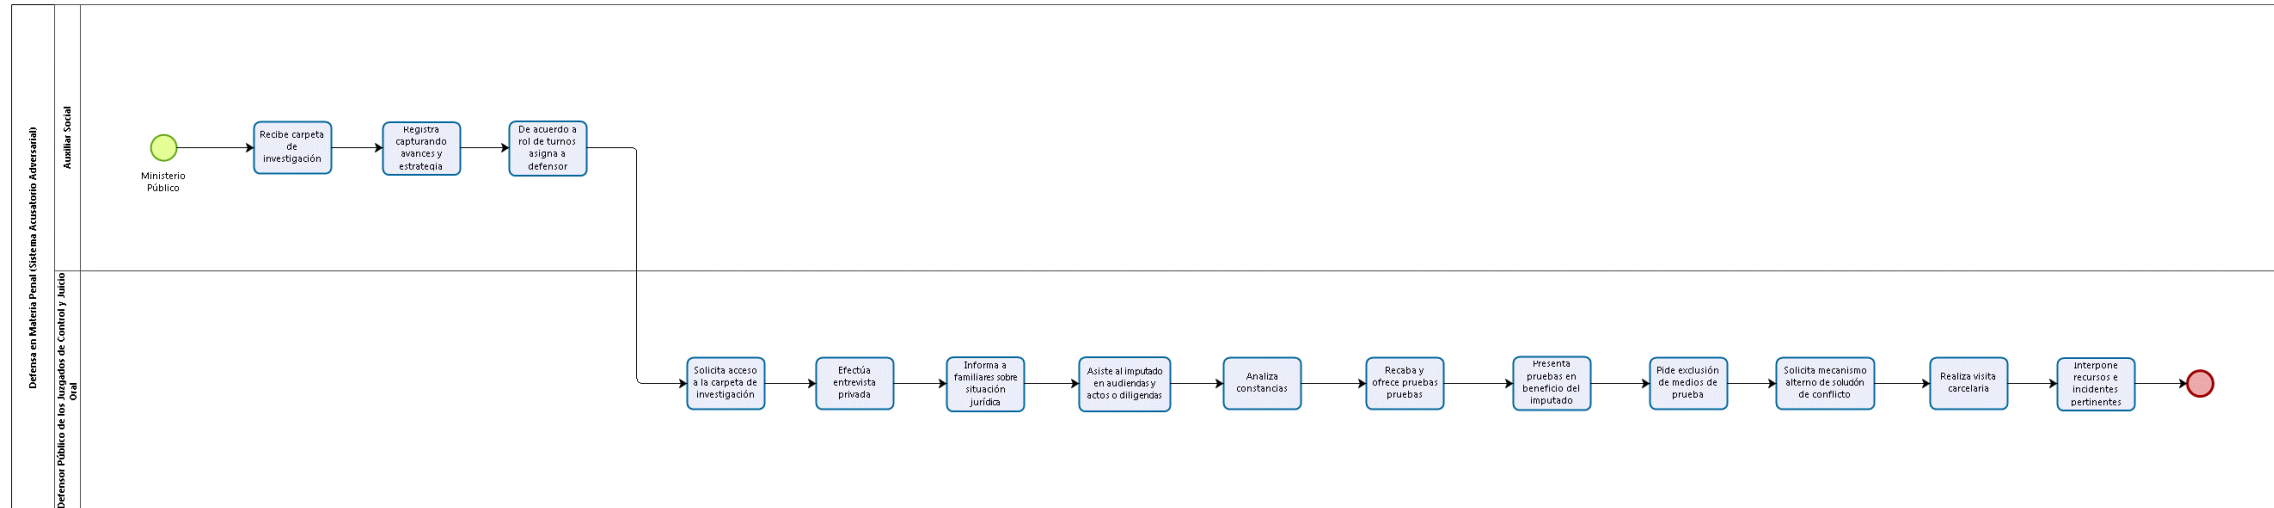 Defensa en Materia Penal (Sistema Acusatorio Adversarial)
Auxiliar Social
Ministerio
Público
Recibe carpeta
de
investigación
Registra
capturando
avances y
estrategia
De acuerdo a
rol de turnos
asigna a
defensor
Defensor Público de los Juzgados de Control y Juicio
Oral
Solicita acceso
a la carpeta de
investigación
Efectúa
entrevista
privada
Informa a
familiares sobre
situación
jurídica
Asiste al imputado
en audiencias y
actos o diligencias
Analiza
constancias
Recaba y
ofrece pruebas
pruebas
Presenta
pruebas en
beneficio del
imputado
Pide exclusión
de medios de
prueba
Solicita mecanismo
alterno de solución
de conflicto
Realiza visita
carcelaria
Interpone
recursos e
incidentes
pertinentes